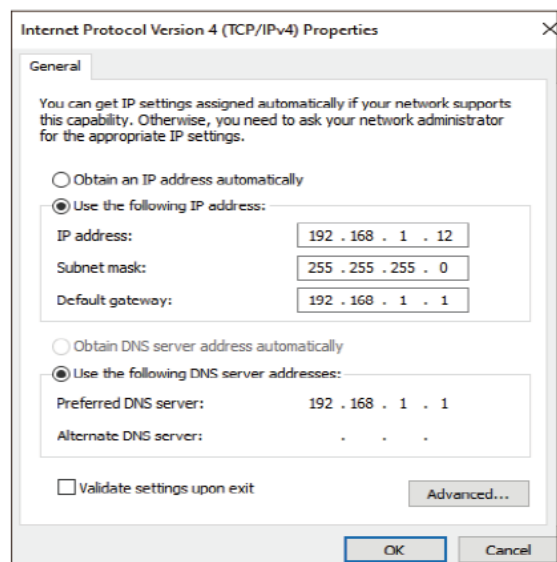 Internet Protocol Version 4 (TCP/IPv4) Properties
General
You can get IP settings assigned automatically if your network supports
this capability. Otherwise, you need to ask your network administrator
for the appropriate IP settings.
Obtain an IP address automatically
Use the following IP address:
IP address: 192 . 168 . 1 . 12
Subnet mask: 255 . 255 . 255 . 0
Default gateway: 192 . 168 . 1 . 1
Obtain DNS server address automatically
Use the following DNS server addresses:
Preferred DNS server: 192 . 168 . 1 . 1
Alternate DNS server: . . .
Validate settings upon exit
Advanced...
OK Cancel